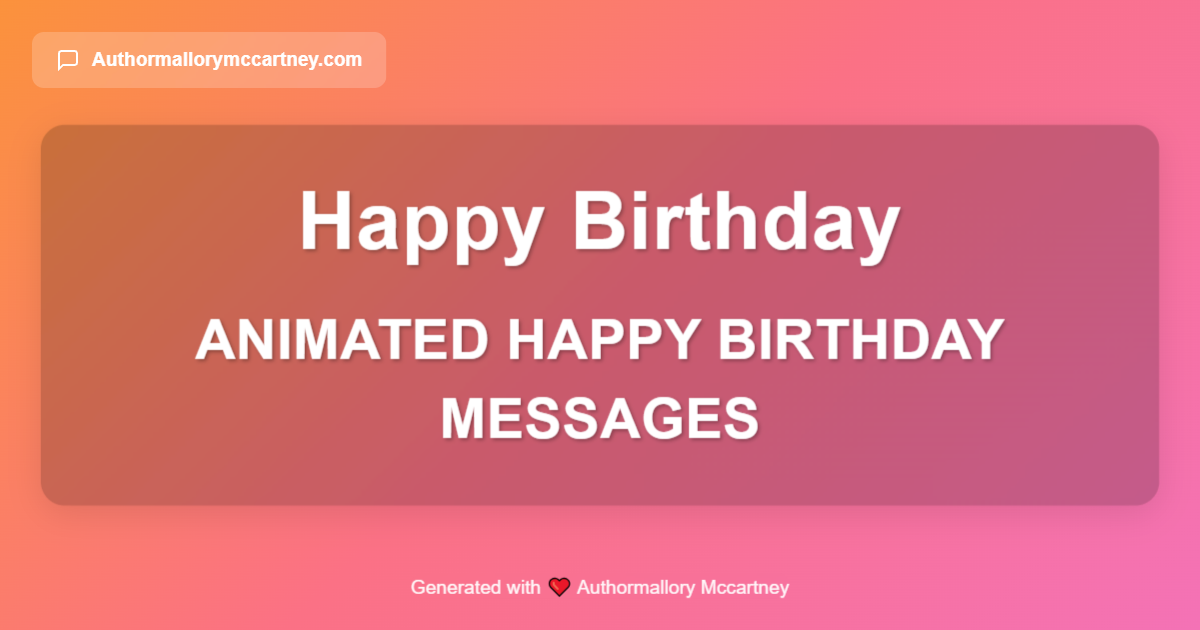 Authormallorymccartney.com
Happy Birthday
ANIMATED HAPPY BIRTHDAY
MESSAGES
Generated with ❤️ Authormallory Mccartney